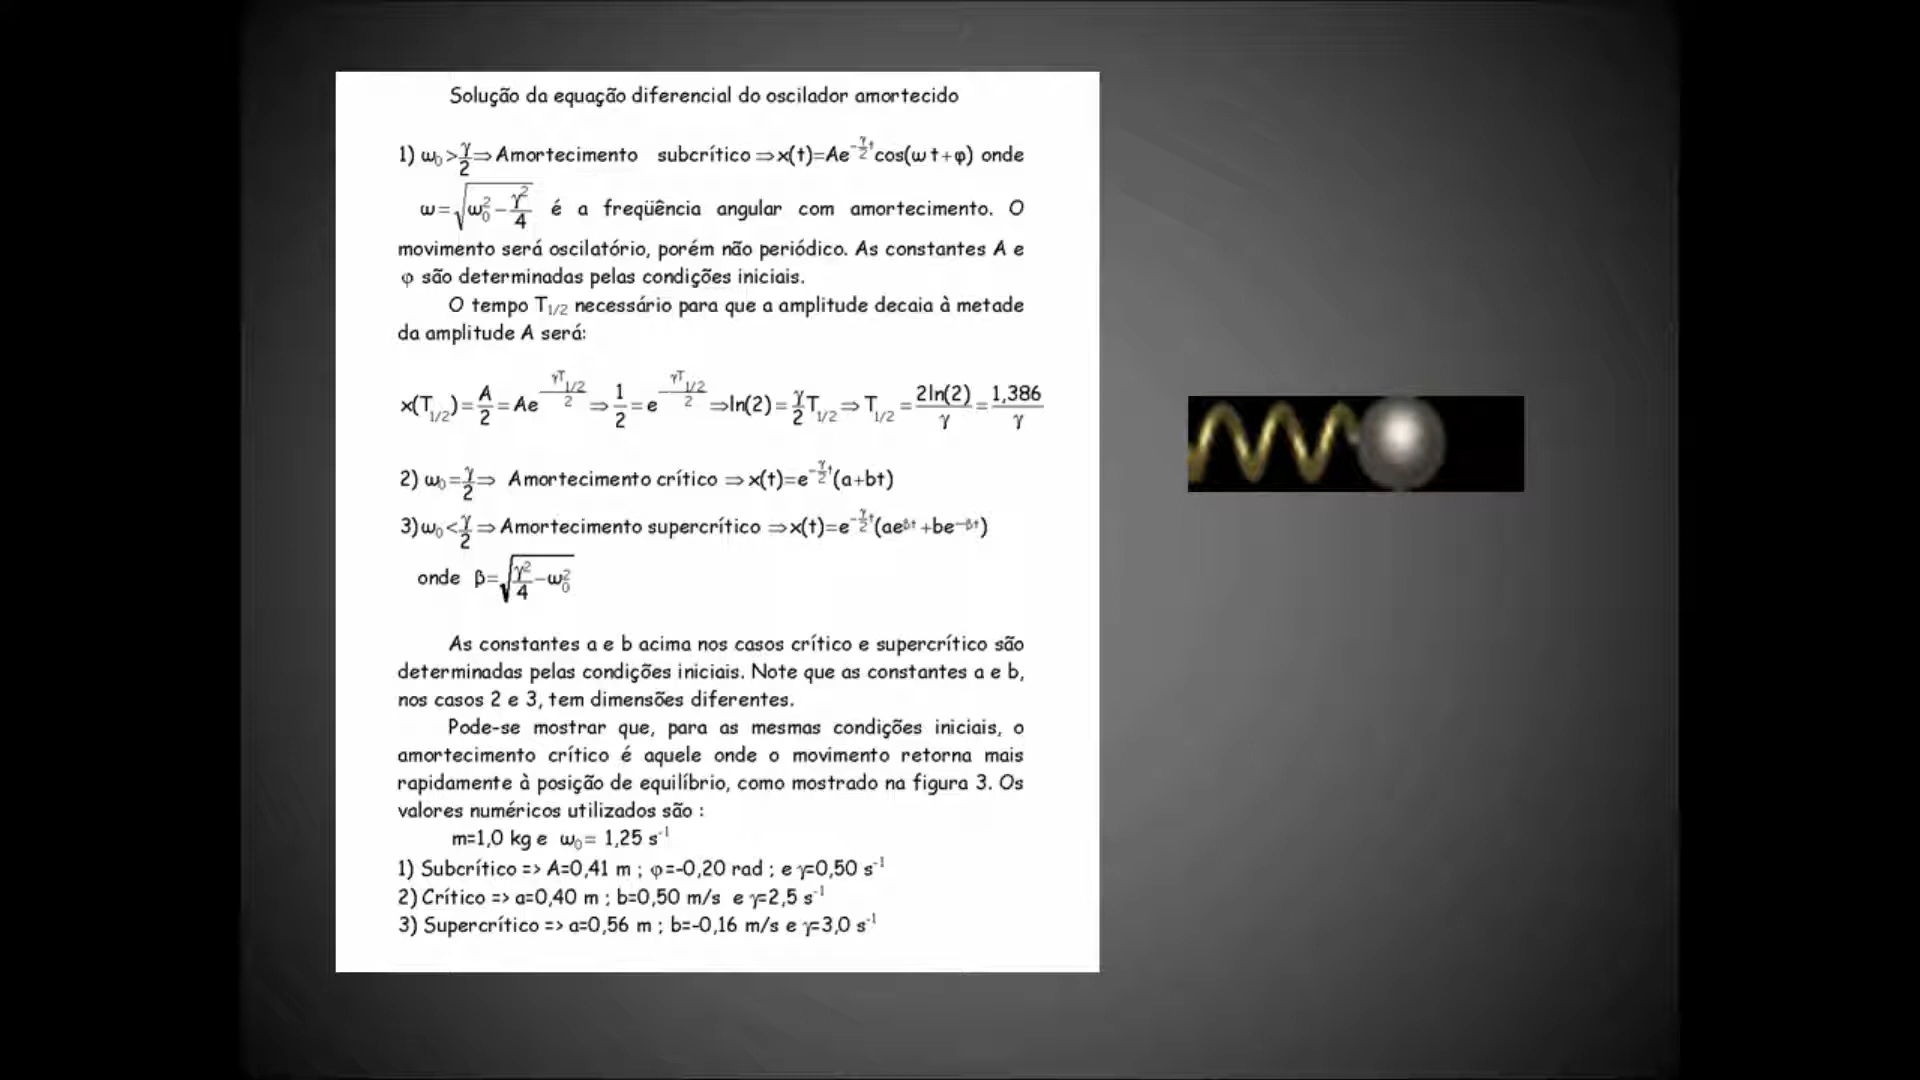 Solução da equação diferencial do oscilador amortecido
1) ω₀>γ/2⇒Amortecimento subcrítico⇒x(t)=Ae^(-γ/2 t)cos(ωt+φ) onde
ω=√(ω₀²-γ²/4) é a freqüência angular com amortecimento. O
movimento será oscilatório, porém não periódico. As constantes A e
φ são determinadas pelas condições iniciais.
O tempo T1/2 necessário para que a amplitude decaia à metade
da amplitude A será:
x(T1/2)=A/2=Ae^(-γT1/2/2)⇒1/2=e^(-γT1/2/2)⇒ln(2)=γ/2T1/2⇒T1/2=2ln(2)/γ=1,386/γ
2) ω₀=γ/2⇒ Amortecimento crítico⇒x(t)=e^(-γ/2 t)(a+bt)
3)ω₀<γ/2⇒Amortecimento supercrítico⇒x(t)=e^(-γ/2 t)(ae^(βt)+be^(-βt))
onde β=√(γ²/4-ω₀²)
As constantes a e b acima nos casos crítico e supercrítico são
determinadas pelas condições iniciais. Note que as constantes a e b,
nos casos 2 e 3, tem dimensões diferentes.
Pode-se mostrar que, para as mesmas condições iniciais, o
amortecimento crítico é aquele onde o movimento retorna mais
rapidamente à posição de equilíbrio, como mostrado na figura 3. Os
valores numéricos utilizados são :
m=1,0 kg e ω₀= 1,25 s⁻¹
1) Subcrítico => A=0,41 m ; φ=-0,20 rad ; e γ=0,50 s⁻¹
2) Crítico => a=0,40 m ; b=0,50 m/s e γ=2,5 s⁻¹
3) Supercrítico => a=0,56 m ; b=-0,16 m/s e γ=3,0 s⁻¹